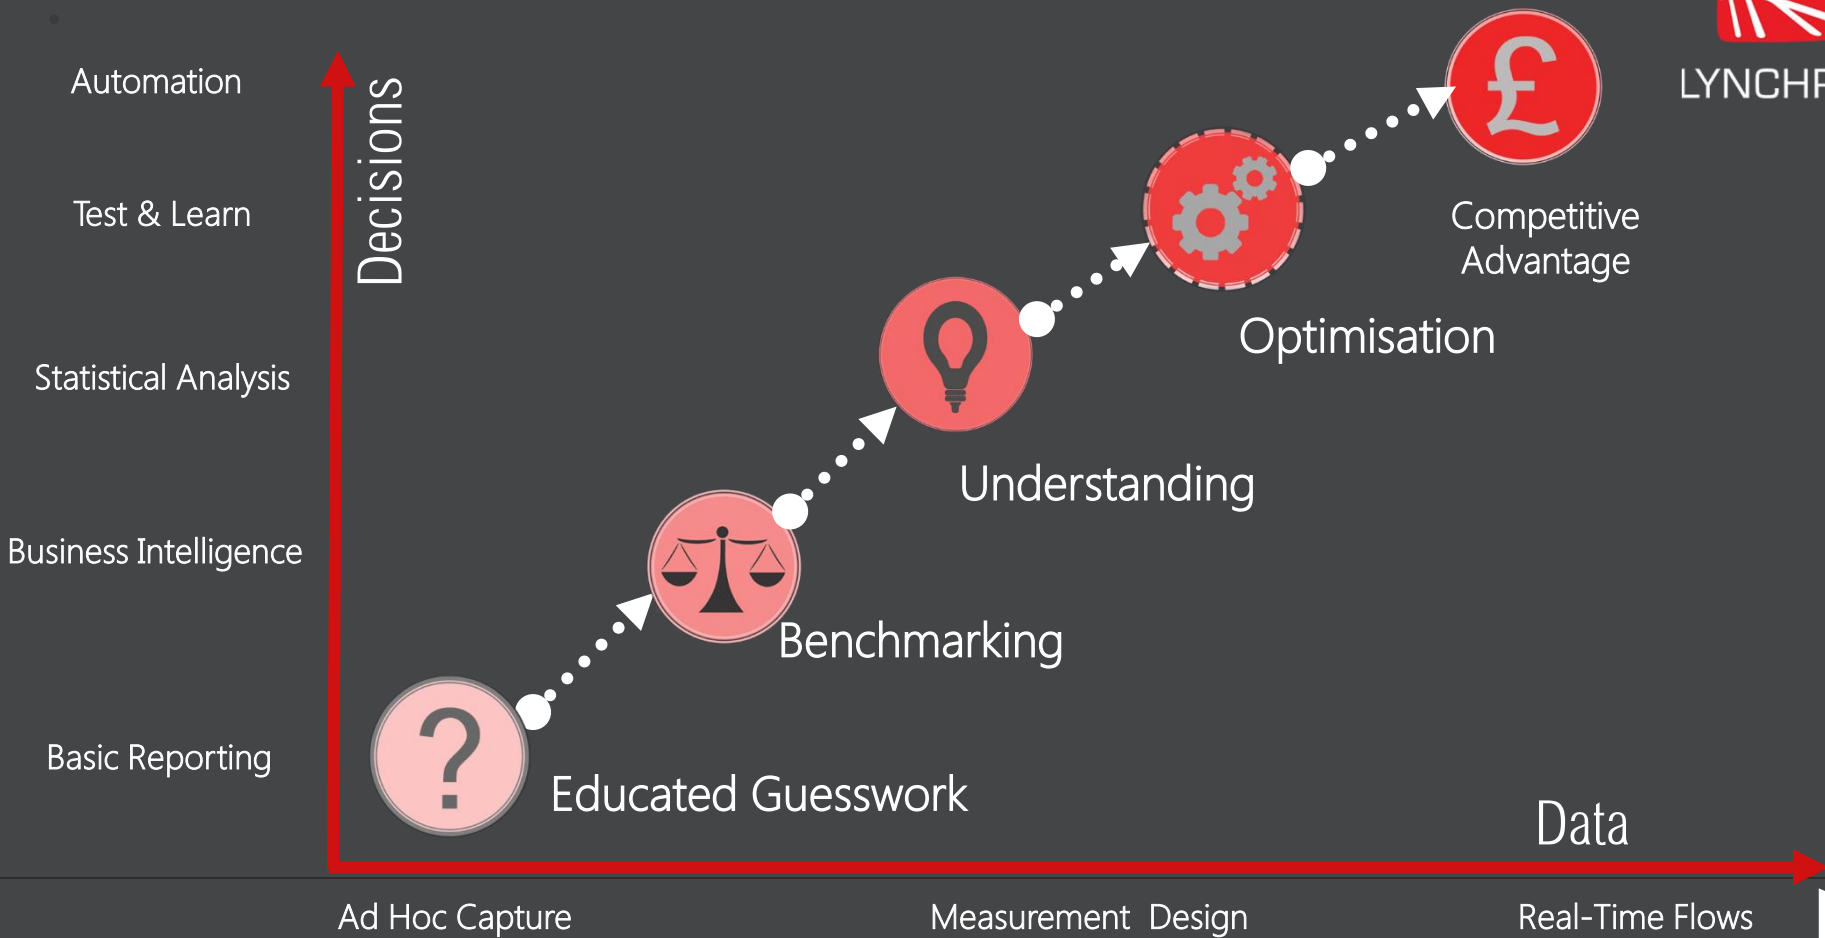 Automation
LYNCHP
Decisions
Test & Learn
Competitive
Advantage
Optimisation
Statistical Analysis
Understanding
Business Intelligence
Benchmarking
Basic Reporting
?
£
Educated Guesswork
Data
Ad Hoc Capture
Measurement Design
Real-Time Flows